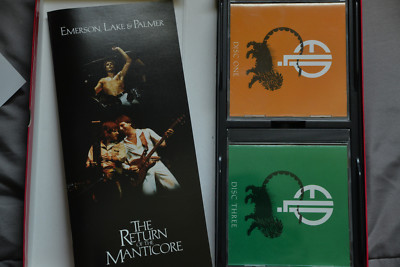 EMERSON, LAKE & PALMER
THE
RETURN
OF THE
MANTICORE
DISC ONE
ELP
DISC THREE
ELP